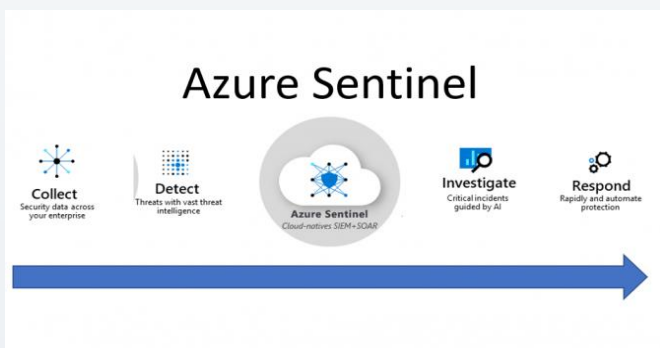 Azure Sentinel
Collect
Security data across
your enterprise
Detect
Threats with vast threat
intelligence
Azure Sentinel
Cloud-natives SIEM+SOAR
Investigate
Critical incidents
guided by AI
Respond
Rapidly and automate
protection